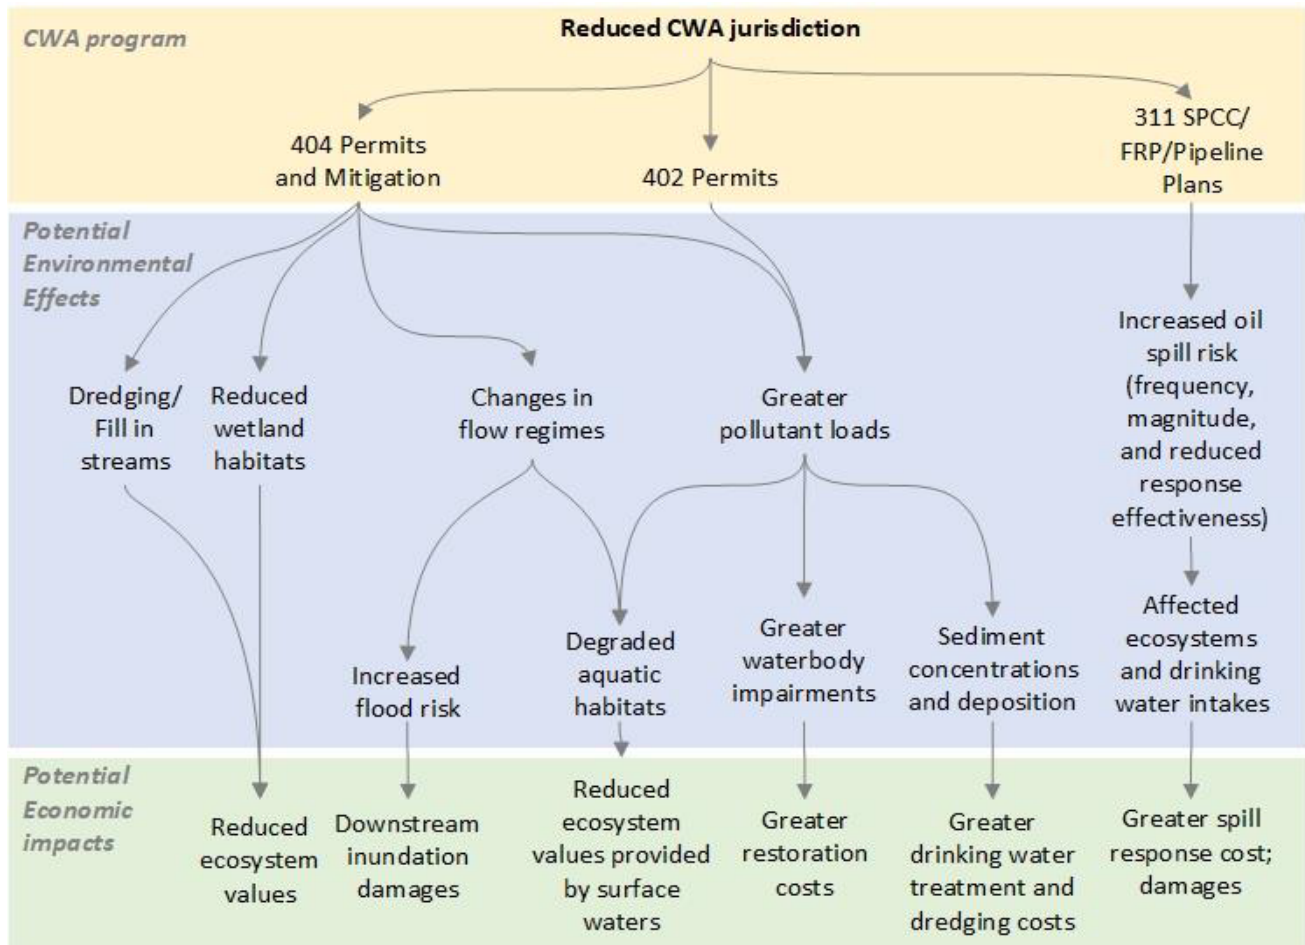 CWA program
Reduced CWA jurisdiction
404 Permits
and Mitigation
402 Permits
311 SPCC/
FRP/Pipeline
Plans
Potential
Environmental
Effects
Dredging/
Fill in
streams
Reduced
wetland
habitats
Changes in
flow regimes
Greater
pollutant loads
Increased oil
spill risk
(frequency,
magnitude,
and reduced
response
effectiveness)
Increased
flood risk
Degraded
aquatic
habitats
Greater
waterbody
impairments
Sediment
concentrations
and deposition
Affected
ecosystems
and drinking
water intakes
Potential
Economic
impacts
Reduced
ecosystem
values
Downstream
inundation
damages
Reduced
ecosystem
values provided
by surface
waters
Greater
restoration
costs
Greater
drinking water
treatment and
dredging costs
Greater spill
response cost;
damages